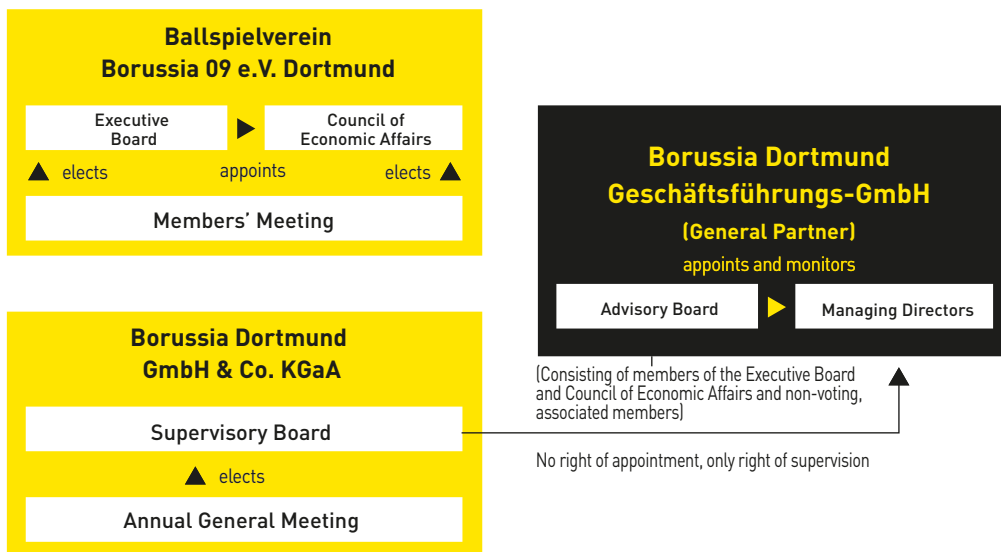 Ballspielverein
Borussia 09 e.V. Dortmund
Executive
Board
Council of
Economic Affairs
elects
appoints
elects
Members’ Meeting
Borussia Dortmund
GmbH & Co. KGaA
Supervisory Board
elects
Annual General Meeting
Borussia Dortmund
Geschäftsführungs-GmbH
(General Partner)
appoints and monitors
Advisory Board
Managing Directors
(Consisting of members of the Executive Board
and Council of Economic Affairs and non-voting,
associated members)
No right of appointment, only right of supervision